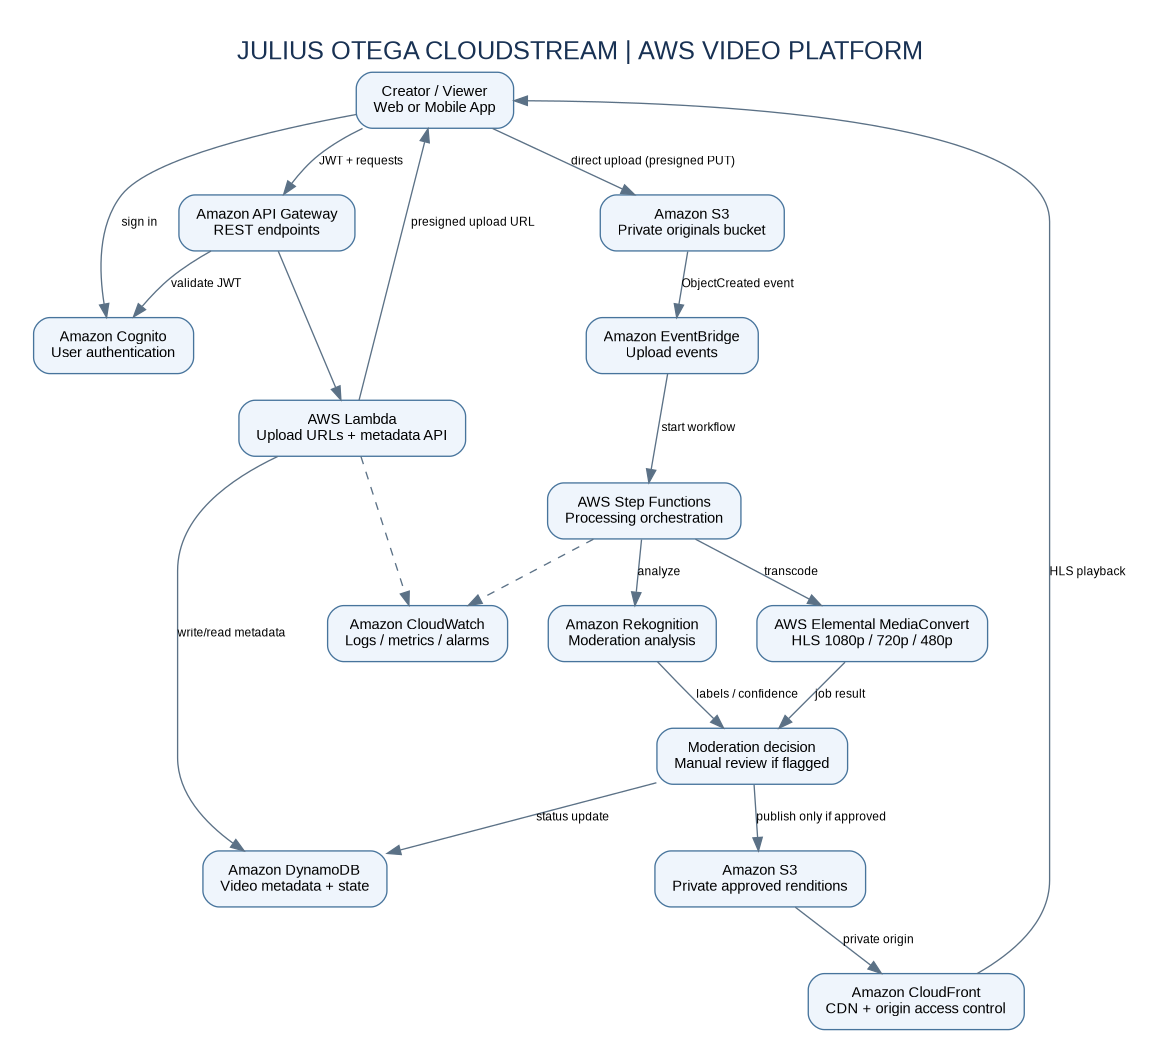 JULIUS OTEGA CLOUDSTREAM | AWS VIDEO PLATFORM
Creator / Viewer
Web or Mobile App
JWT + requests
direct upload (presigned PUT)
sign in
Amazon API Gateway
REST endpoints
presigned upload URL
Amazon S3
Private originals bucket
validate JWT
ObjectCreated event
Amazon Cognito
User authentication
Amazon EventBridge
Upload events
AWS Lambda
Upload URLs + metadata API
start workflow
AWS Step Functions
Processing orchestration
analyze
transcode
HLS playback
Amazon CloudWatch
Logs / metrics / alarms
Amazon Rekognition
Moderation analysis
AWS Elemental MediaConvert
HLS 1080p / 720p / 480p
write/read metadata
labels / confidence
job result
Moderation decision
Manual review if flagged
status update
publish only if approved
Amazon DynamoDB
Video metadata + state
Amazon S3
Private approved renditions
private origin
Amazon CloudFront
CDN + origin access control